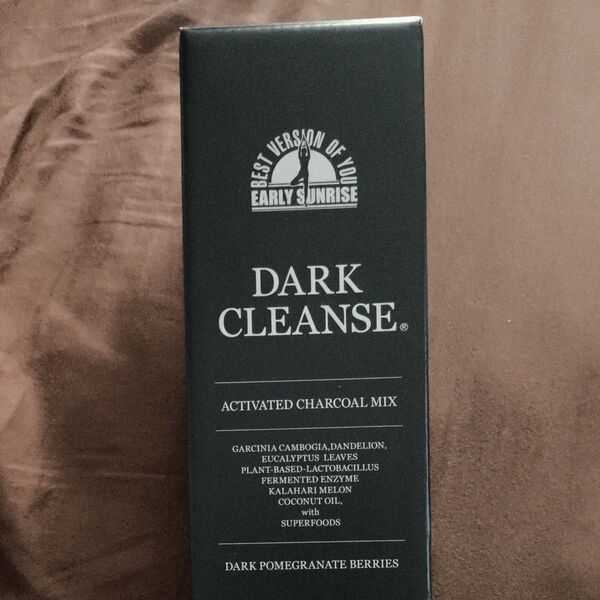 BEST VERSION OF YOU
EARLY SUNRISE
DARK
CLEANSE®
ACTIVATED CHARCOAL MIX
GARCINIA CAMBOGIA,DANDELION,
EUCALYPTUS LEAVES
PLANT-BASED-LACTOBACILLUS
FERMENTED ENZYME
KALAHARI MELON
COCONUT OIL,
with
SUPERFOODS
DARK POMEGRANATE BERRIES